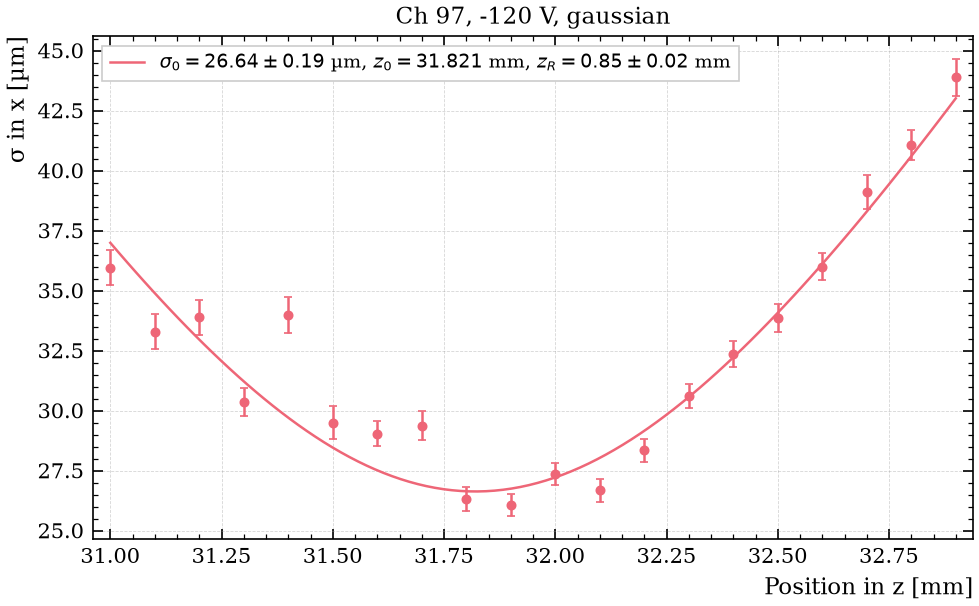 Ch 97, -120 V, gaussian
σ₀ = 26.64 ± 0.19 µm, z₀ = 31.821 mm, z_R = 0.85 ± 0.02 mm
σ in x [µm]
45.0
42.5
40.0
37.5
35.0
32.5
30.0
27.5
25.0
31.00 31.25 31.50 31.75 32.00 32.25 32.50 32.75
Position in z [mm]